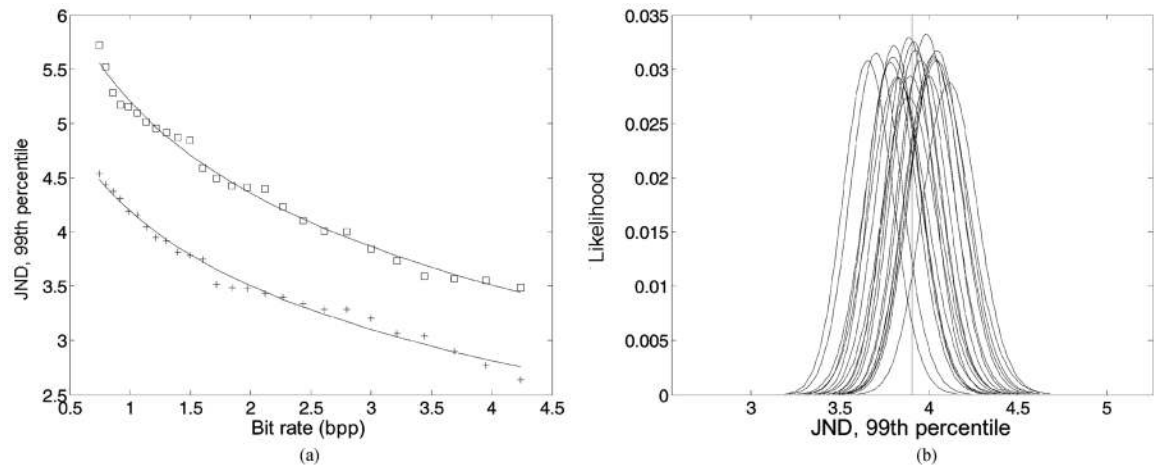 6
5.5
5
4.5
4
3.5
3
2.5
JND, 99th percentile
0.5 1 1.5 2 2.5 3 3.5 4 4.5
Bit rate (bpp)
(a)
0.035
0.03
0.025
0.02
0.015
0.01
0.005
0
Likelihood
3 3.5 4 4.5 5
JND, 99th percentile
(b)